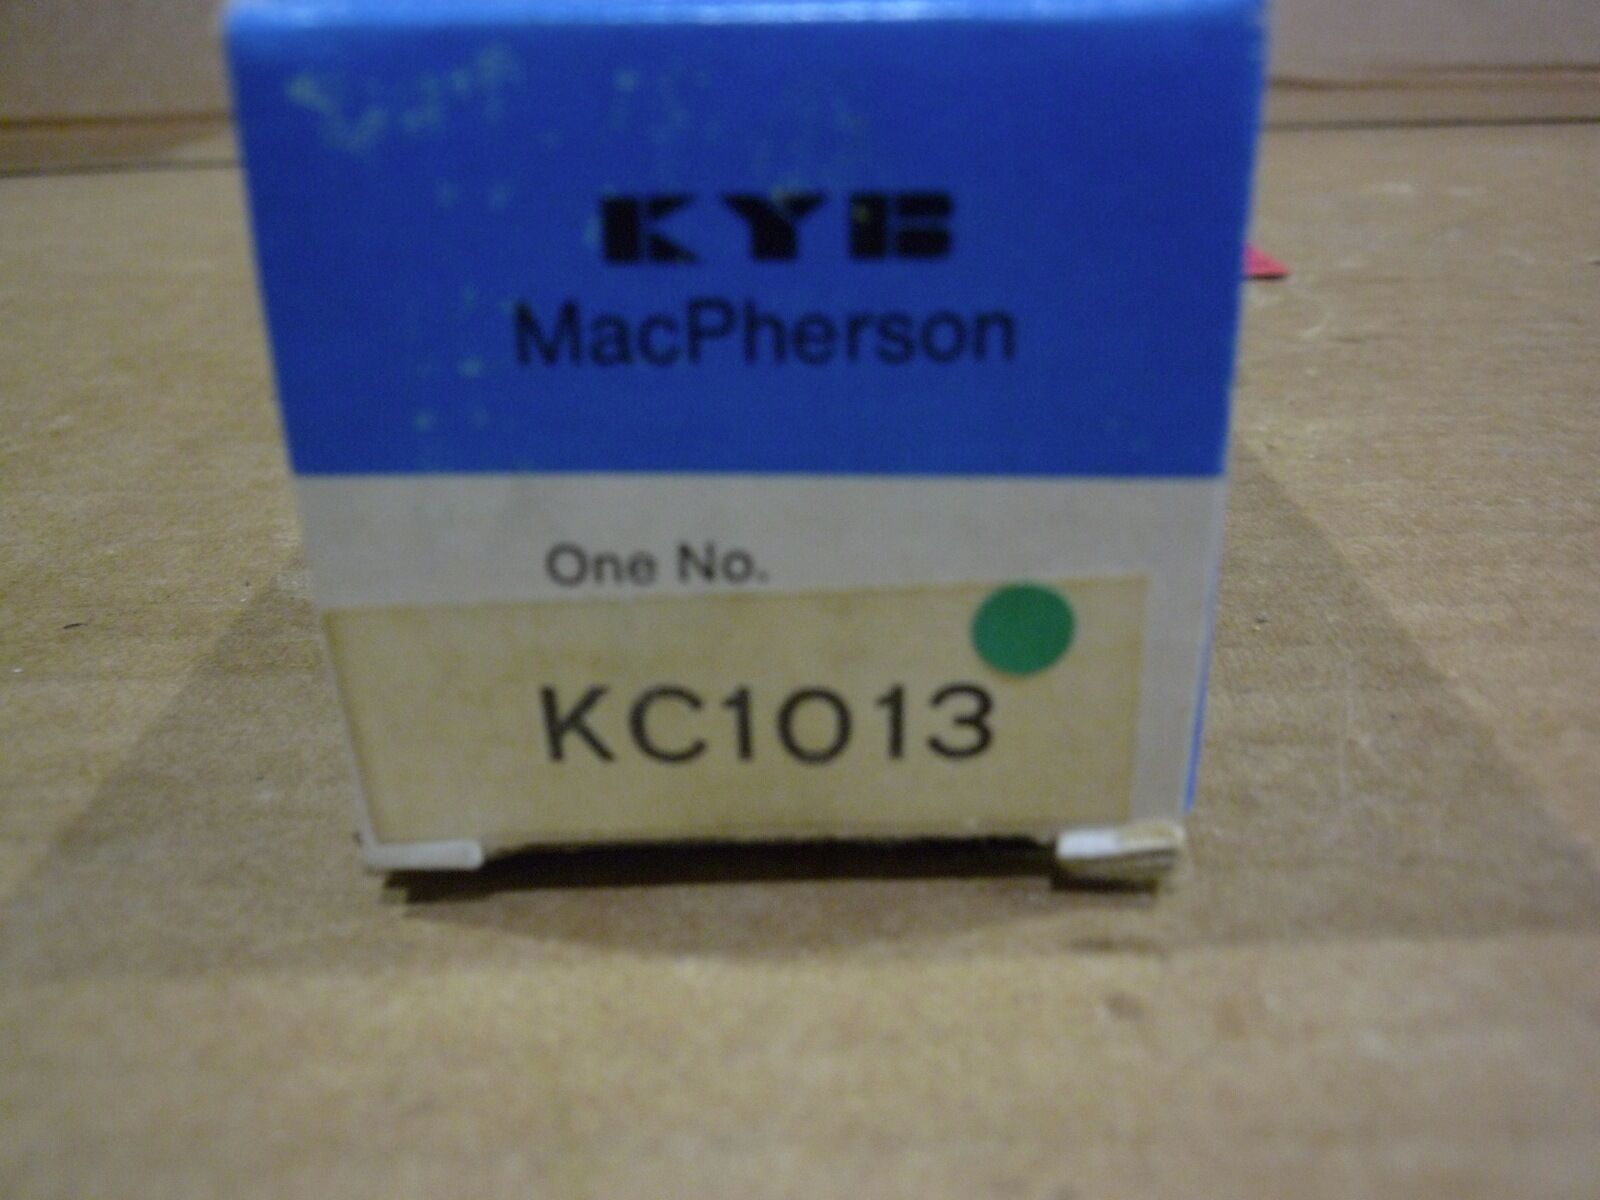 KYB
MacPherson
One No.
KC1013